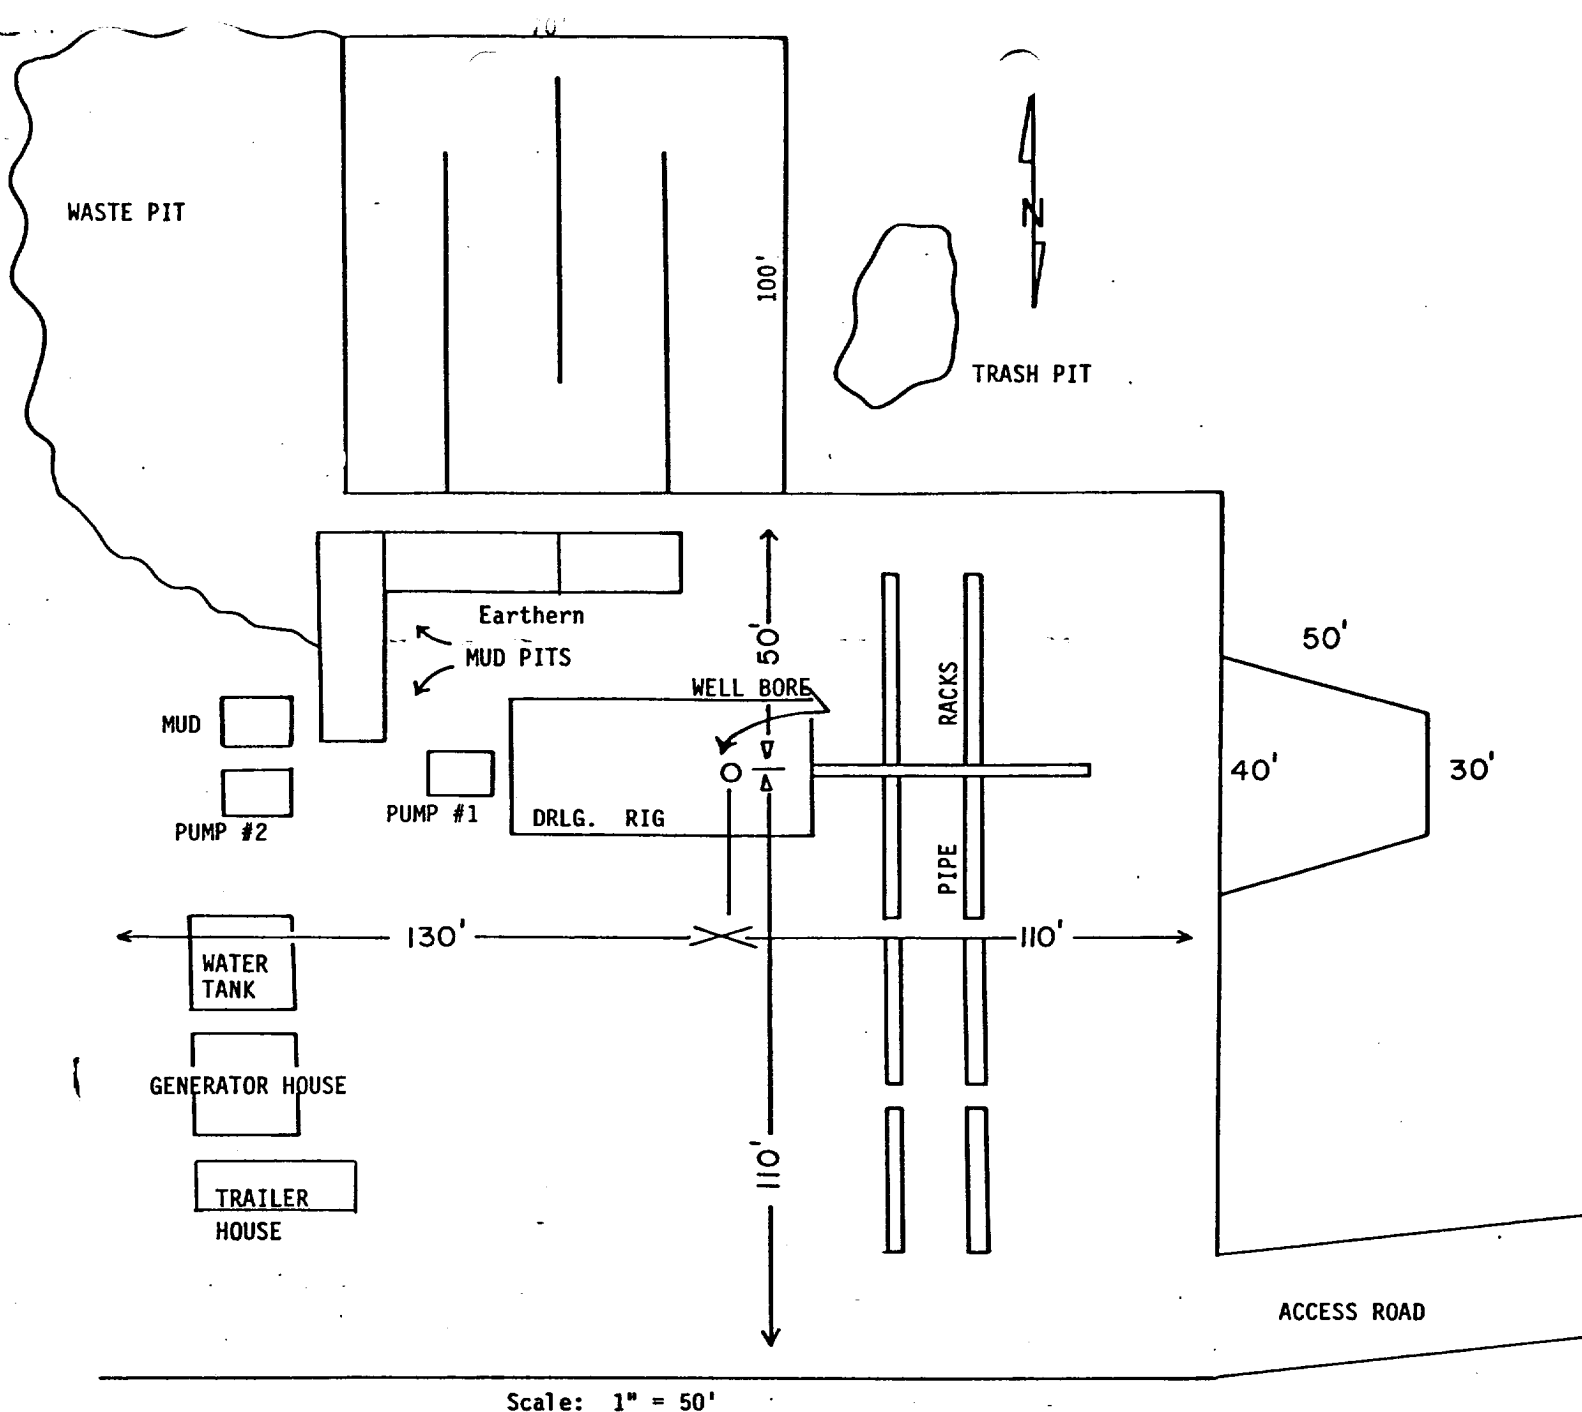 70'
N
WASTE PIT
100'
TRASH PIT
Earthern
MUD PITS
50'
50'
WELL BORE
RACKS
MUD
40'
30'
PUMP #1
DRLG. RIG
PUMP #2
PIPE
130'
110'
WATER
TANK
GENERATOR HOUSE
110'
TRAILER
HOUSE
ACCESS ROAD
Scale: 1" = 50'